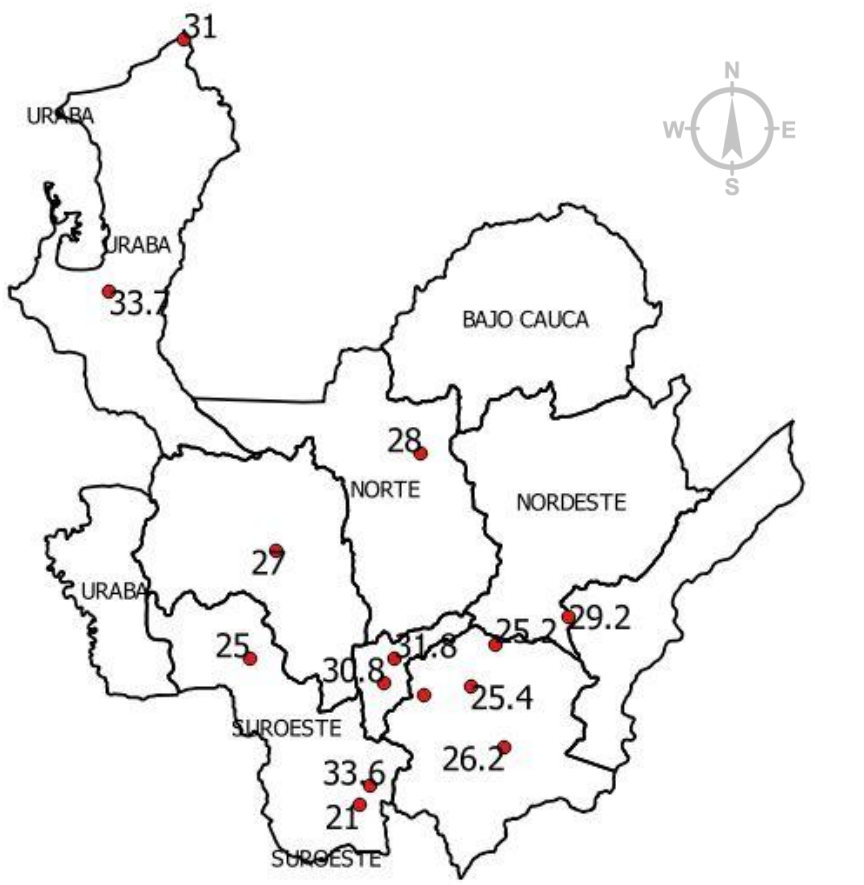 31
N
URABA
W E
S
URABA
33.7
BAJO CAUCA
28
NORTE
NORDESTE
27
URABA
29.2
25.2
31.8
25
30.8
25.4
SUROESTE
26.2
33.6
21
SUROESTE